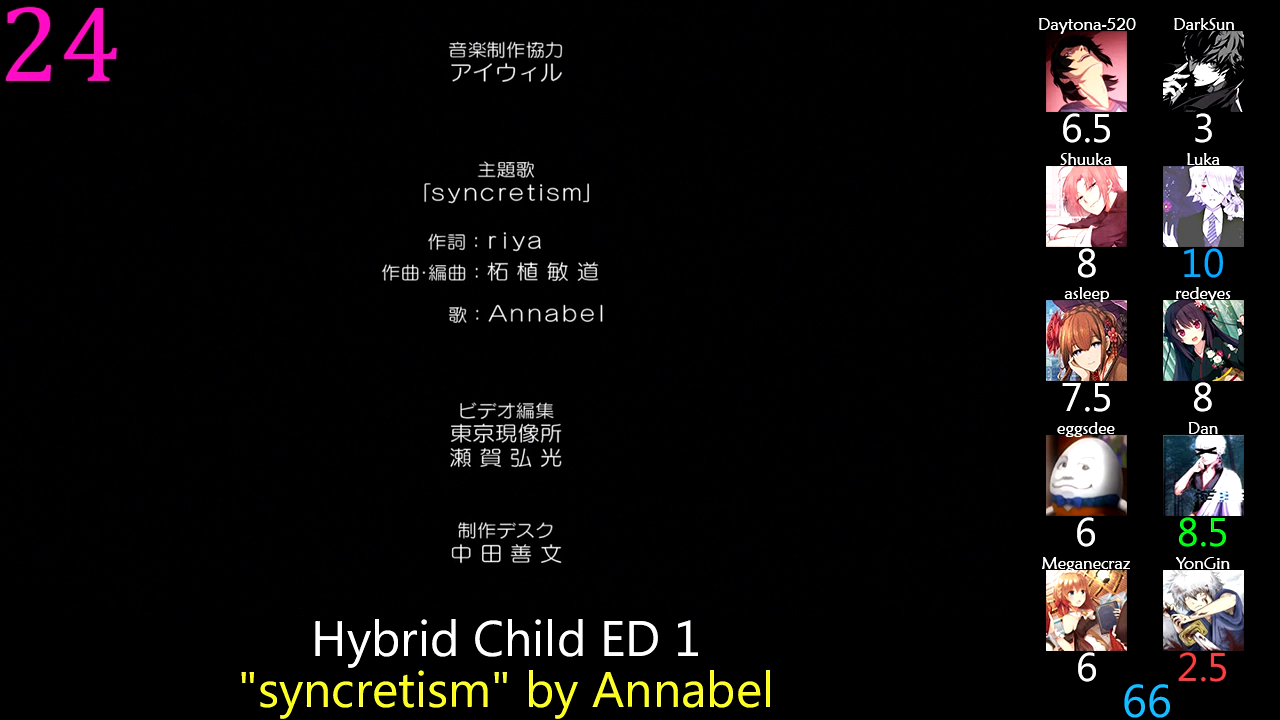 24
音楽制作協力
アイウィル
主題歌
「syncretism」
作詞：riya
作曲・編曲：柘植敏道
歌：Annabel
ビデオ編集
東京現像所
瀬賀弘光
制作デスク
中田善文
Hybrid Child ED 1
"syncretism" by Annabel
Daytona-520 DarkSun
6.5 3
Shuuka Luka
8 10
asleep redeyes
7.5 8
eggsdee Dan
6 8.5
Meganecraz YonGin
6 2.5
66